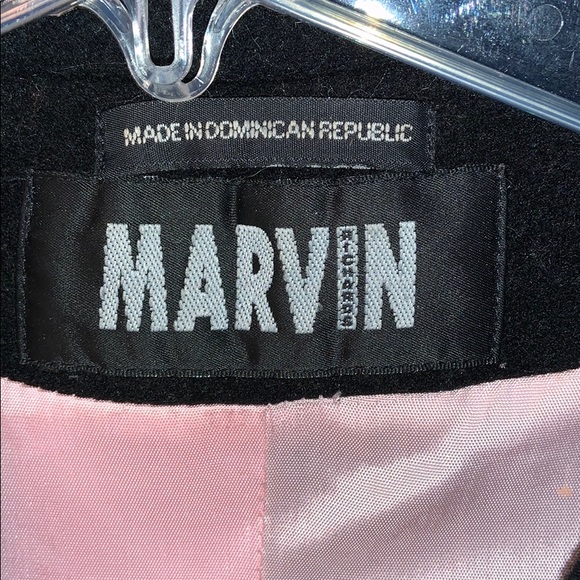 MADE IN DOMINICAN REPUBLIC
MARVIN
RICHARDS